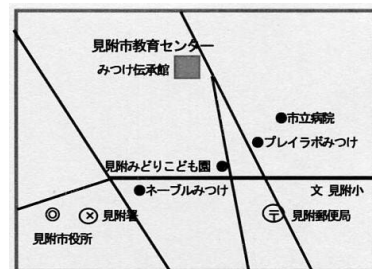 見附市教育センター
みつけ伝承館
●市立病院
●プレイラボみつけ
見附みどりこども園●
●ネーブルみつけ
文 見附小
◎
見附署
〒 見附郵便局
見附市役所